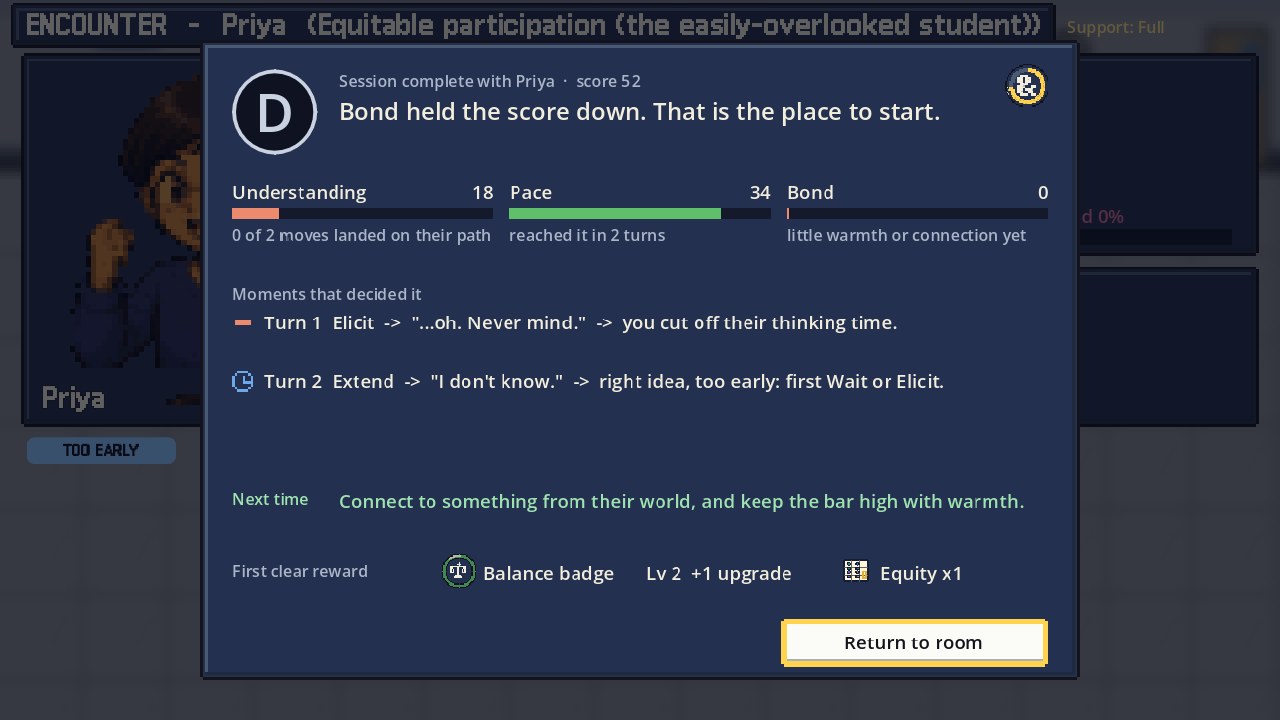 ENCOUNTER - Priya (Equitable participation (the easily-overlooked student))
Support: Full
D
Session complete with Priya · score 52
Bond held the score down. That is the place to start.
&
Understanding 18
Pace 34
Bond 0
0 of 2 moves landed on their path
reached it in 2 turns
little warmth or connection yet
d 0%
Moments that decided it
Turn 1 Elicit -> "...oh. Never mind." -> you cut off their thinking time.
Turn 2 Extend -> "I don't know." -> right idea, too early: first Wait or Elicit.
Priya
TOO EARLY
Next time Connect to something from their world, and keep the bar high with warmth.
First clear reward Balance badge Lv 2 +1 upgrade Equity x1
Return to room